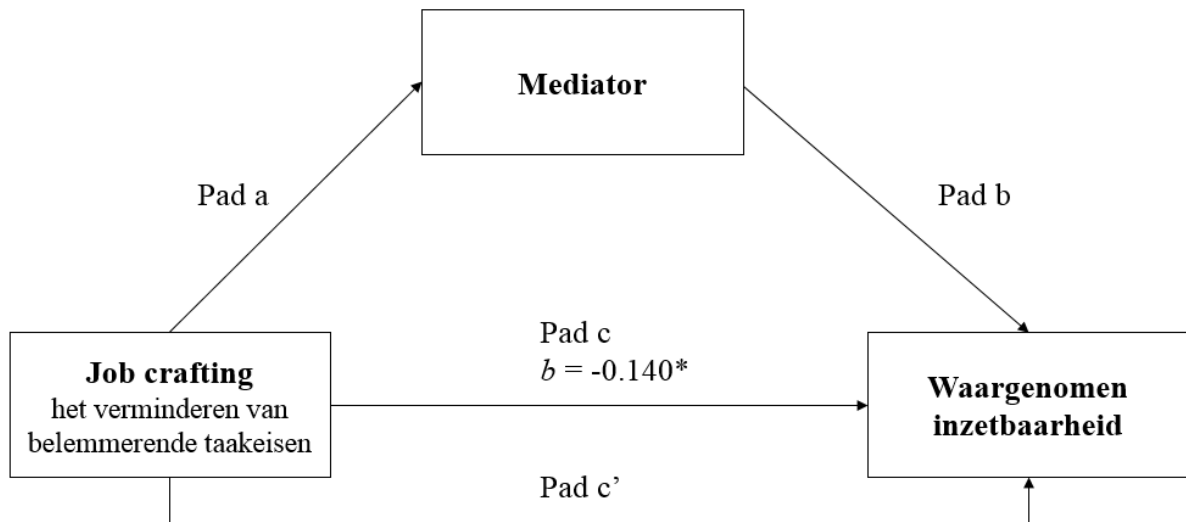 Mediator
Pad a
Pad b
Pad c
b = -0.140*
Job crafting
het verminderen van
belemmerende taakeisen
Waargenomen
inzetbaarheid
Pad c’